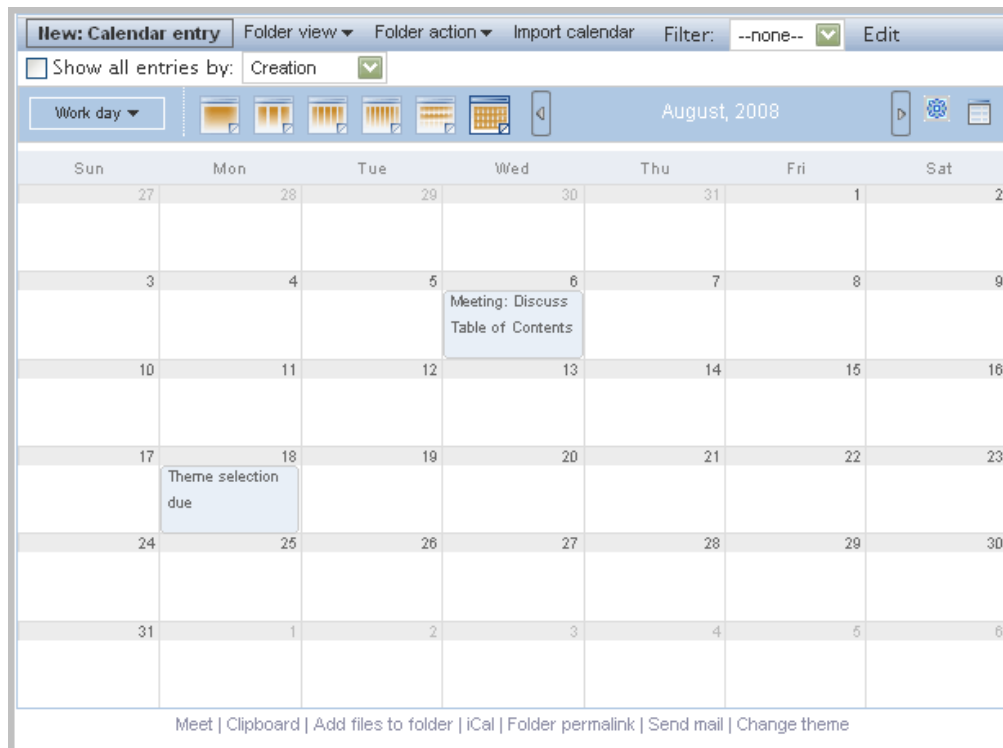 New: Calendar entry Folder view Folder action Import calendar Filter: --none-- Edit
Show all entries by: Creation
Work day August, 2008
Sun Mon Tue Wed Thu Fri Sat
27 28 29 30 31 1 2
3 4 5 6 7 8 9
Meeting: Discuss
Table of Contents
10 11 12 13 14 15 16
17 18 19 20 21 22 23
Theme selection
due
24 25 26 27 28 29 30
31 1 2 3 4 5 6
Meet | Clipboard | Add files to folder | iCal | Folder permalink | Send mail | Change theme